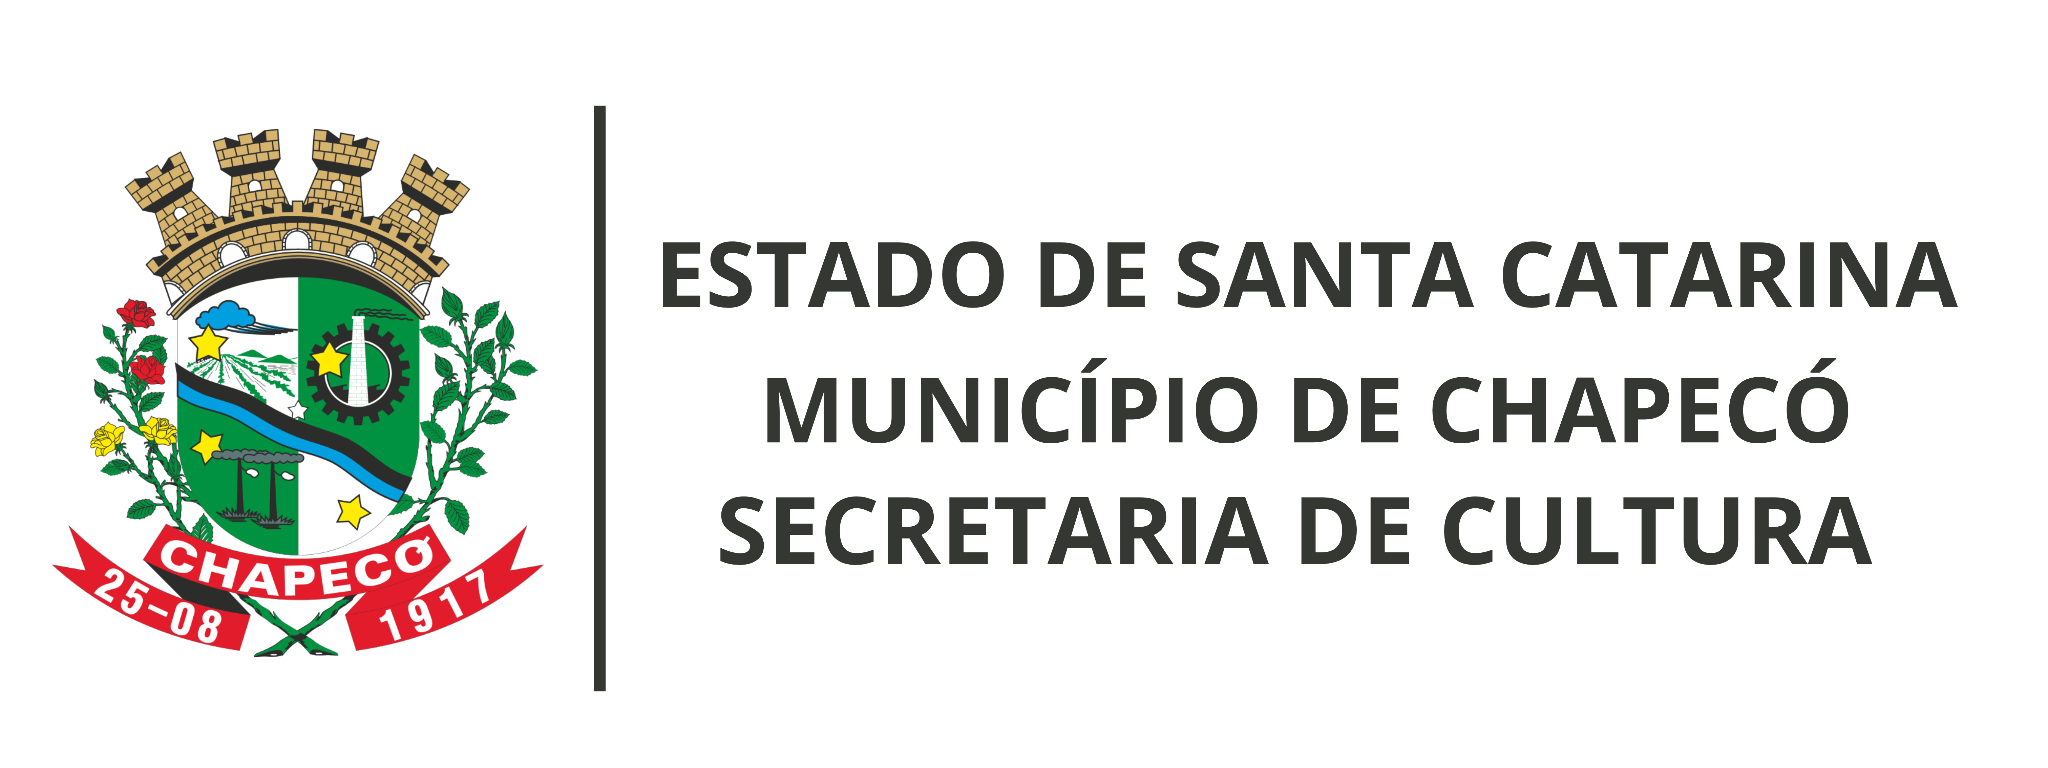 CHAPECÓ
25-08
1917
ESTADO DE SANTA CATARINA
MUNICÍPIO DE CHAPECÓ
SECRETARIA DE CULTURA